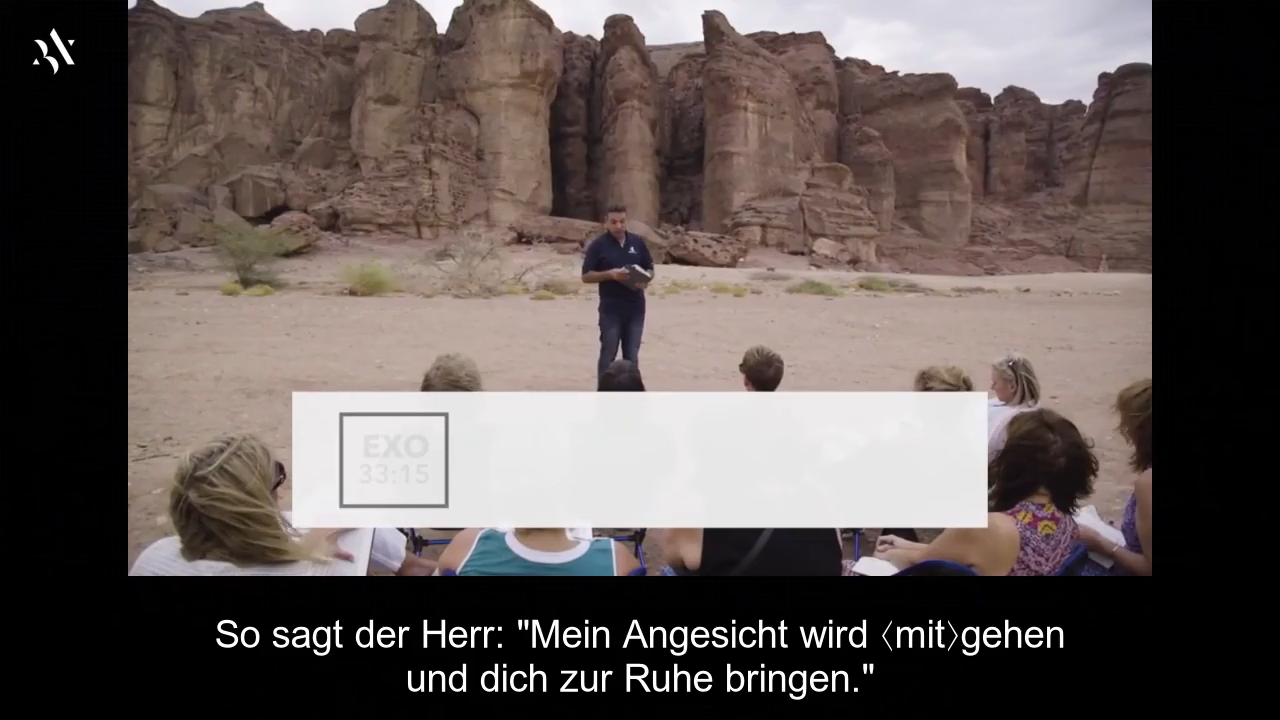 EXO
33:15
So sagt der Herr: "Mein Angesicht wird 〈mit〉gehen
und dich zur Ruhe bringen."